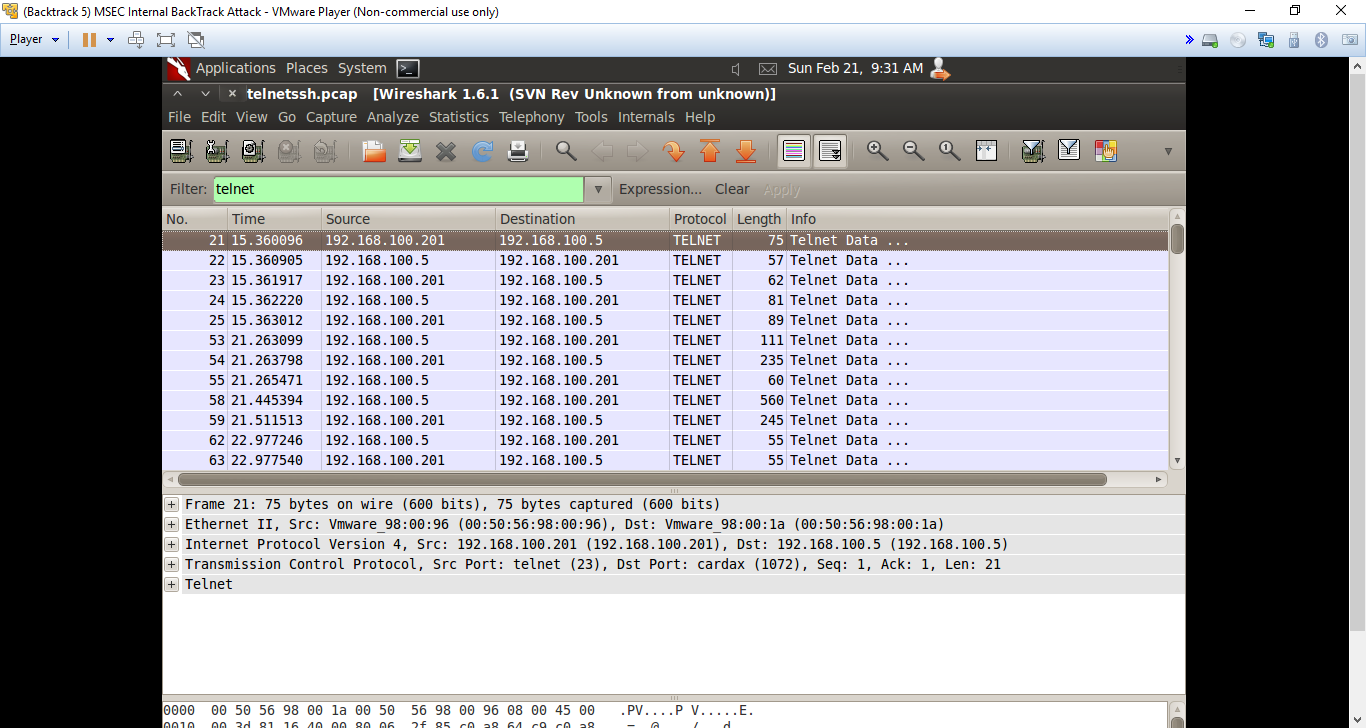 (Backtrack 5) MSEC Internal BackTrack Attack - VMware Player (Non-commercial use only)
Player
Applications Places System Sun Feb 21, 9:31 AM
telnetssh.pcap [Wireshark 1.6.1 (SVN Rev Unknown from unknown)]
File Edit View Go Capture Analyze Statistics Telephony Tools Internals Help
Filter: telnet Expression... Clear Apply
No. Time Source Destination Protocol Length Info
21 15.360096 192.168.100.201 192.168.100.5 TELNET 75 Telnet Data ...
22 15.360905 192.168.100.5 192.168.100.201 TELNET 57 Telnet Data ...
23 15.361917 192.168.100.201 192.168.100.5 TELNET 62 Telnet Data ...
24 15.362220 192.168.100.5 192.168.100.201 TELNET 81 Telnet Data ...
25 15.363012 192.168.100.201 192.168.100.5 TELNET 89 Telnet Data ...
53 21.263099 192.168.100.5 192.168.100.201 TELNET 111 Telnet Data ...
54 21.263798 192.168.100.201 192.168.100.5 TELNET 235 Telnet Data ...
55 21.265471 192.168.100.5 192.168.100.201 TELNET 60 Telnet Data ...
58 21.445394 192.168.100.5 192.168.100.201 TELNET 560 Telnet Data ...
59 21.511513 192.168.100.201 192.168.100.5 TELNET 245 Telnet Data ...
62 22.977246 192.168.100.5 192.168.100.201 TELNET 55 Telnet Data ...
63 22.977540 192.168.100.201 192.168.100.5 TELNET 55 Telnet Data ...
Frame 21: 75 bytes on wire (600 bits), 75 bytes captured (600 bits)
Ethernet II, Src: Vmware_98:00:96 (00:50:56:98:00:96), Dst: Vmware_98:00:1a (00:50:56:98:00:1a)
Internet Protocol Version 4, Src: 192.168.100.201 (192.168.100.201), Dst: 192.168.100.5 (192.168.100.5)
Transmission Control Protocol, Src Port: telnet (23), Dst Port: cardax (1072), Seq: 1, Ack: 1, Len: 21
Telnet
0000 00 50 56 98 00 1a 00 50 56 98 00 96 08 00 45 00 .PV....P V.....E.
0010 00 3d 81 16 40 00 80 06 2f 85 c0 a8 64 c9 c0 a8 .=..@... /...d...